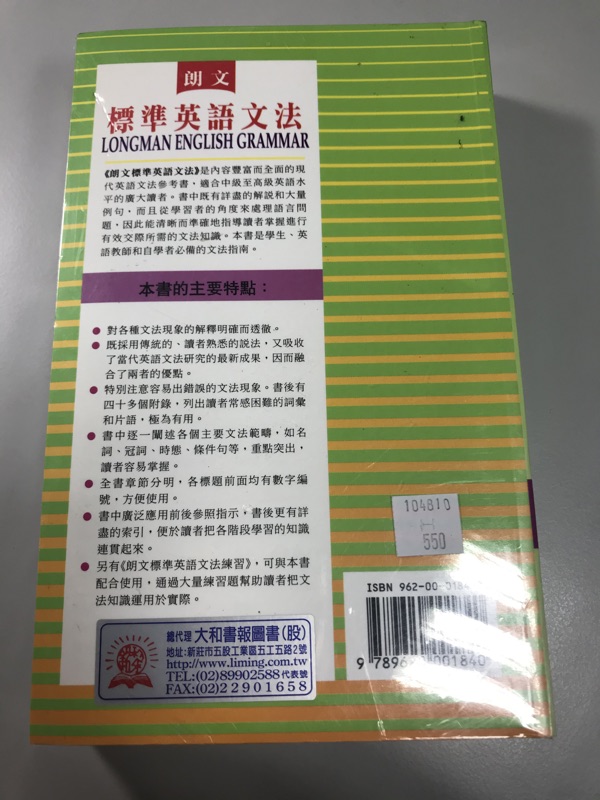 朗文
標準英語文法
LONGMAN ENGLISH GRAMMAR
《朗文標準英語文法》是內容豐富而全面的現
代英語文法參考書，適合中級至高級英語水
平的廣大讀者。書中既有詳盡的解說和大量
例句，而且從學習者的角度來處理語言問
題，因此能清晰而準確地指導讀者掌握進行
有效交際所需的文法知識。本書是學生、英
語教師和自學者必備的文法指南。
本書的主要特點：
● 對各種文法現象的解釋明確而透徹。
● 既採用傳統的、讀者熟悉的說法，又吸收
了當代英語文法研究的最新成果，因而融
合了兩者的優點。
● 特別注意容易出錯誤的文法現象。書後有
四十多個附錄，列出讀者常感困難的詞彙
和片語，極為有用。
● 書中逐一闡述各個主要文法範疇，如名
詞、冠詞、時態、條件句等，重點突出，
讀者容易掌握。
● 全書章節分明，各標題前面均有數字編
號，方便使用。
● 書中廣泛應用前後參照指示，書後更有詳
盡的索引，便於讀者把各階段學習的知識
連貫起來。
● 另有《朗文標準英語文法練習》，可與本書
配合使用，通過大量練習題幫助讀者把文
法知識運用於實際。
104810
550
ISBN 962-00-0184
9 78962 001840
總代理 大和書報圖書(股)
地址:新莊市五股工業區五工五路2號
http://www.liming.com.tw
TEL:(02)89902588代表號
FAX:(02)22901658